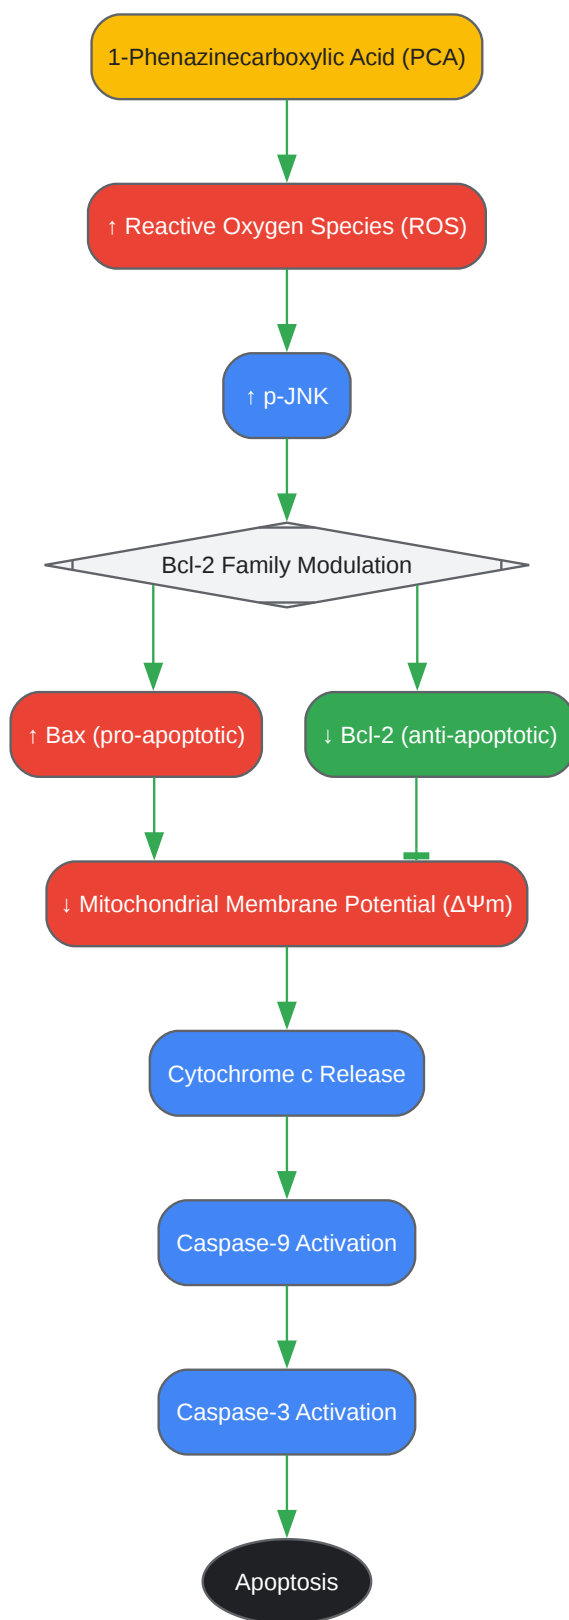 1-Phenazinecarboxylic Acid (PCA)
↑ Reactive Oxygen Species (ROS)
↑ p-JNK
Bcl-2 Family Modulation
↑ Bax (pro-apoptotic)
↓ Bcl-2 (anti-apoptotic)
↓ Mitochondrial Membrane Potential (ΔΨm)
Cytochrome c Release
Caspase-9 Activation
Caspase-3 Activation
Apoptosis